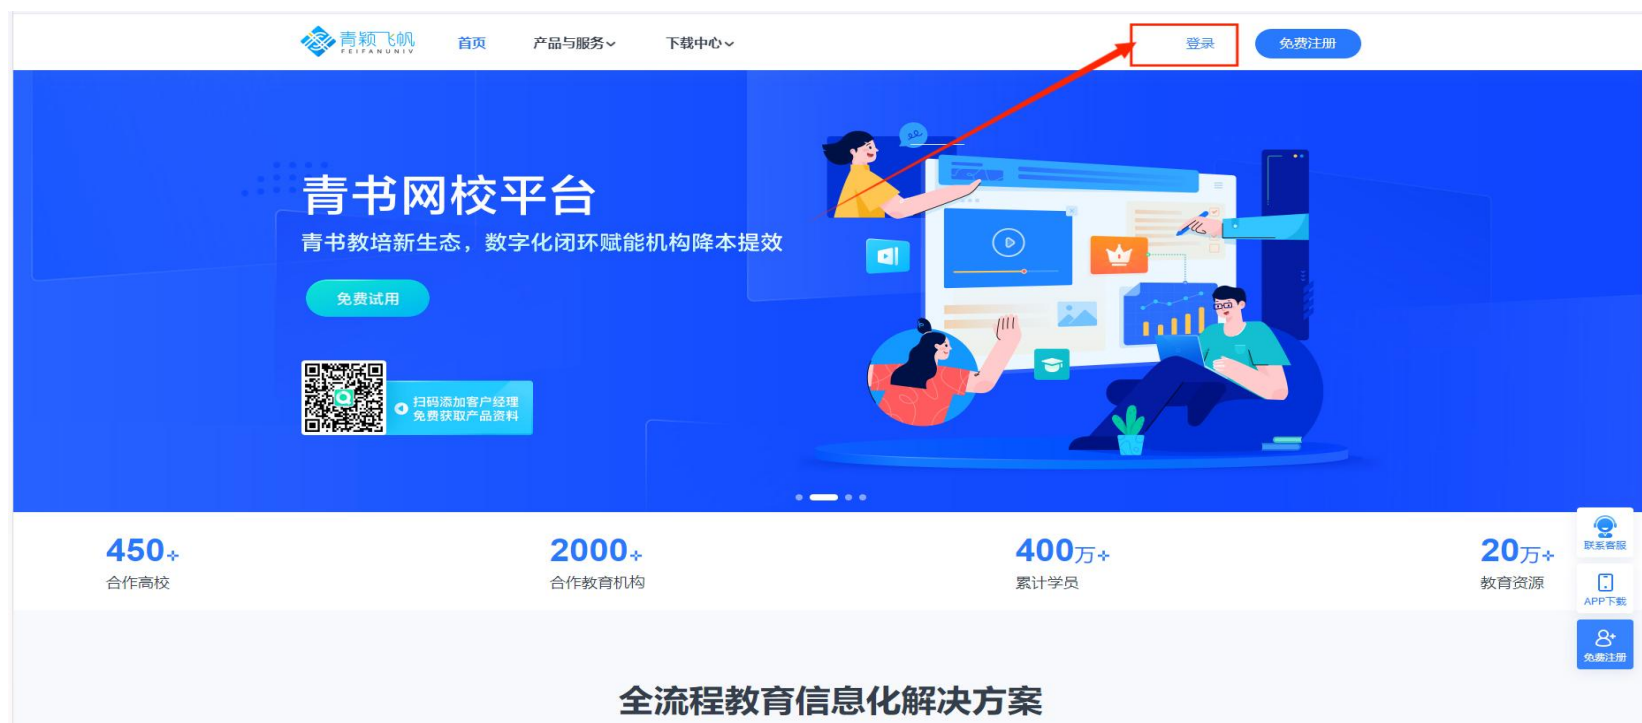 青颖飞帆
FEIFANUNIV
首页
产品与服务
下载中心
登录
免费注册
青书网校平台
青书教培新生态，数字化闭环赋能机构降本提效
免费试用
扫码添加客户经理
免费获取产品资料
450+
合作高校
2000+
合作教育机构
400万+
累计学员
20万+
教育资源
联系客服
APP下载
免费注册
全流程教育信息化解决方案